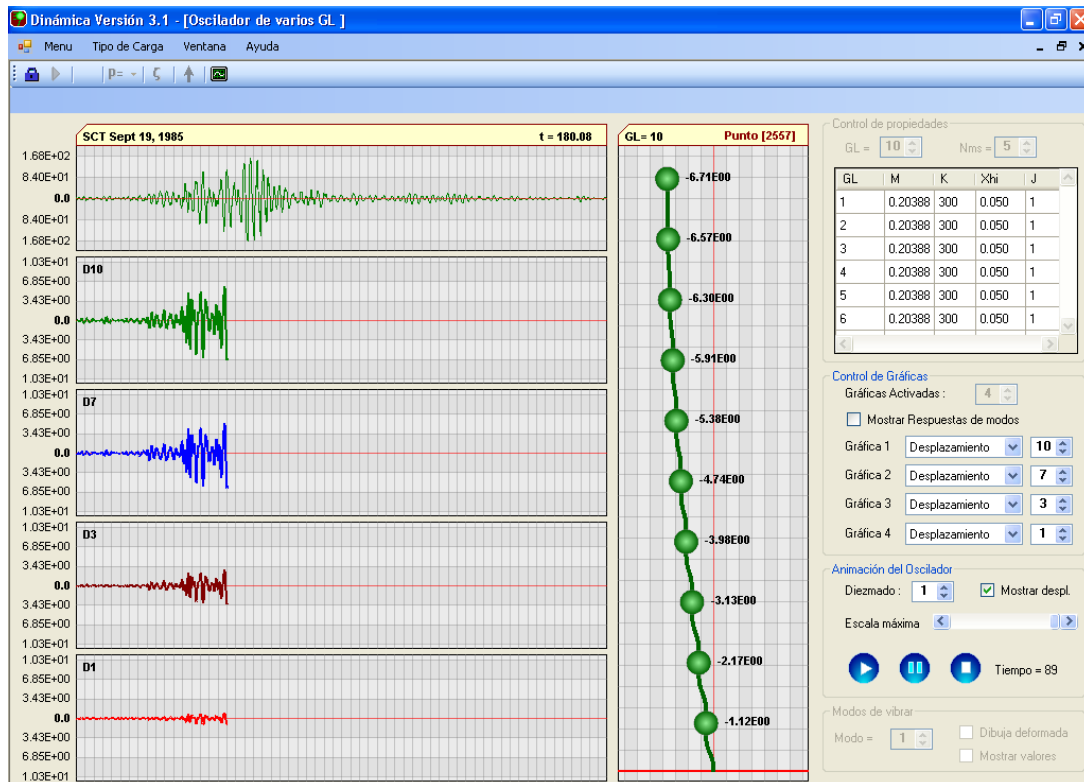 Dinámica Versión 3.1 - [Oscilador de varios GL ]
Menu Tipo de Carga Ventana Ayuda
p= ζ
SCT Sept 19, 1985 t = 180.08
1.68E+02
8.40E+01
0.0
8.40E+01
1.68E+02
D10
1.03E+01
6.85E+00
3.43E+00
0.0
3.43E+00
6.85E+00
1.03E+01
D7
1.03E+01
6.85E+00
3.43E+00
0.0
3.43E+00
6.85E+00
1.03E+01
D3
1.03E+01
6.85E+00
0.0
3.43E+00
1.03E+01
D1
1.03E+01
6.85E+00
3.43E+00
0.0
3.43E+00
6.85E+00
1.03E+01
GL= 10 Punto [2557]
-6.71E00
-6.57E00
-6.30E00
-5.91E00
-5.38E00
-4.74E00
-3.98E00
-3.13E00
-2.17E00
-1.12E00
Control de propiedades
GL = 10 Nms = 5
GL M K Xhi J
1 0.20388 300 0.050 1
2 0.20388 300 0.050 1
3 0.20388 300 0.050 1
4 0.20388 300 0.050 1
5 0.20388 300 0.050 1
6 0.20388 300 0.050 1
Control de Gráficas
Gráficas Activadas : 4
Mostrar Respuestas de modos
Gráfica 1 Desplazamiento 10
Gráfica 2 Desplazamiento 7
Gráfica 3 Desplazamiento 3
Gráfica 4 Desplazamiento 1
Animación del Oscilador
Diezmado : 1 Mostrar despl.
Escala máxima
Tiempo = 89
Modos de vibrar
Modo = 1 Dibuja deformada
Mostrar valores